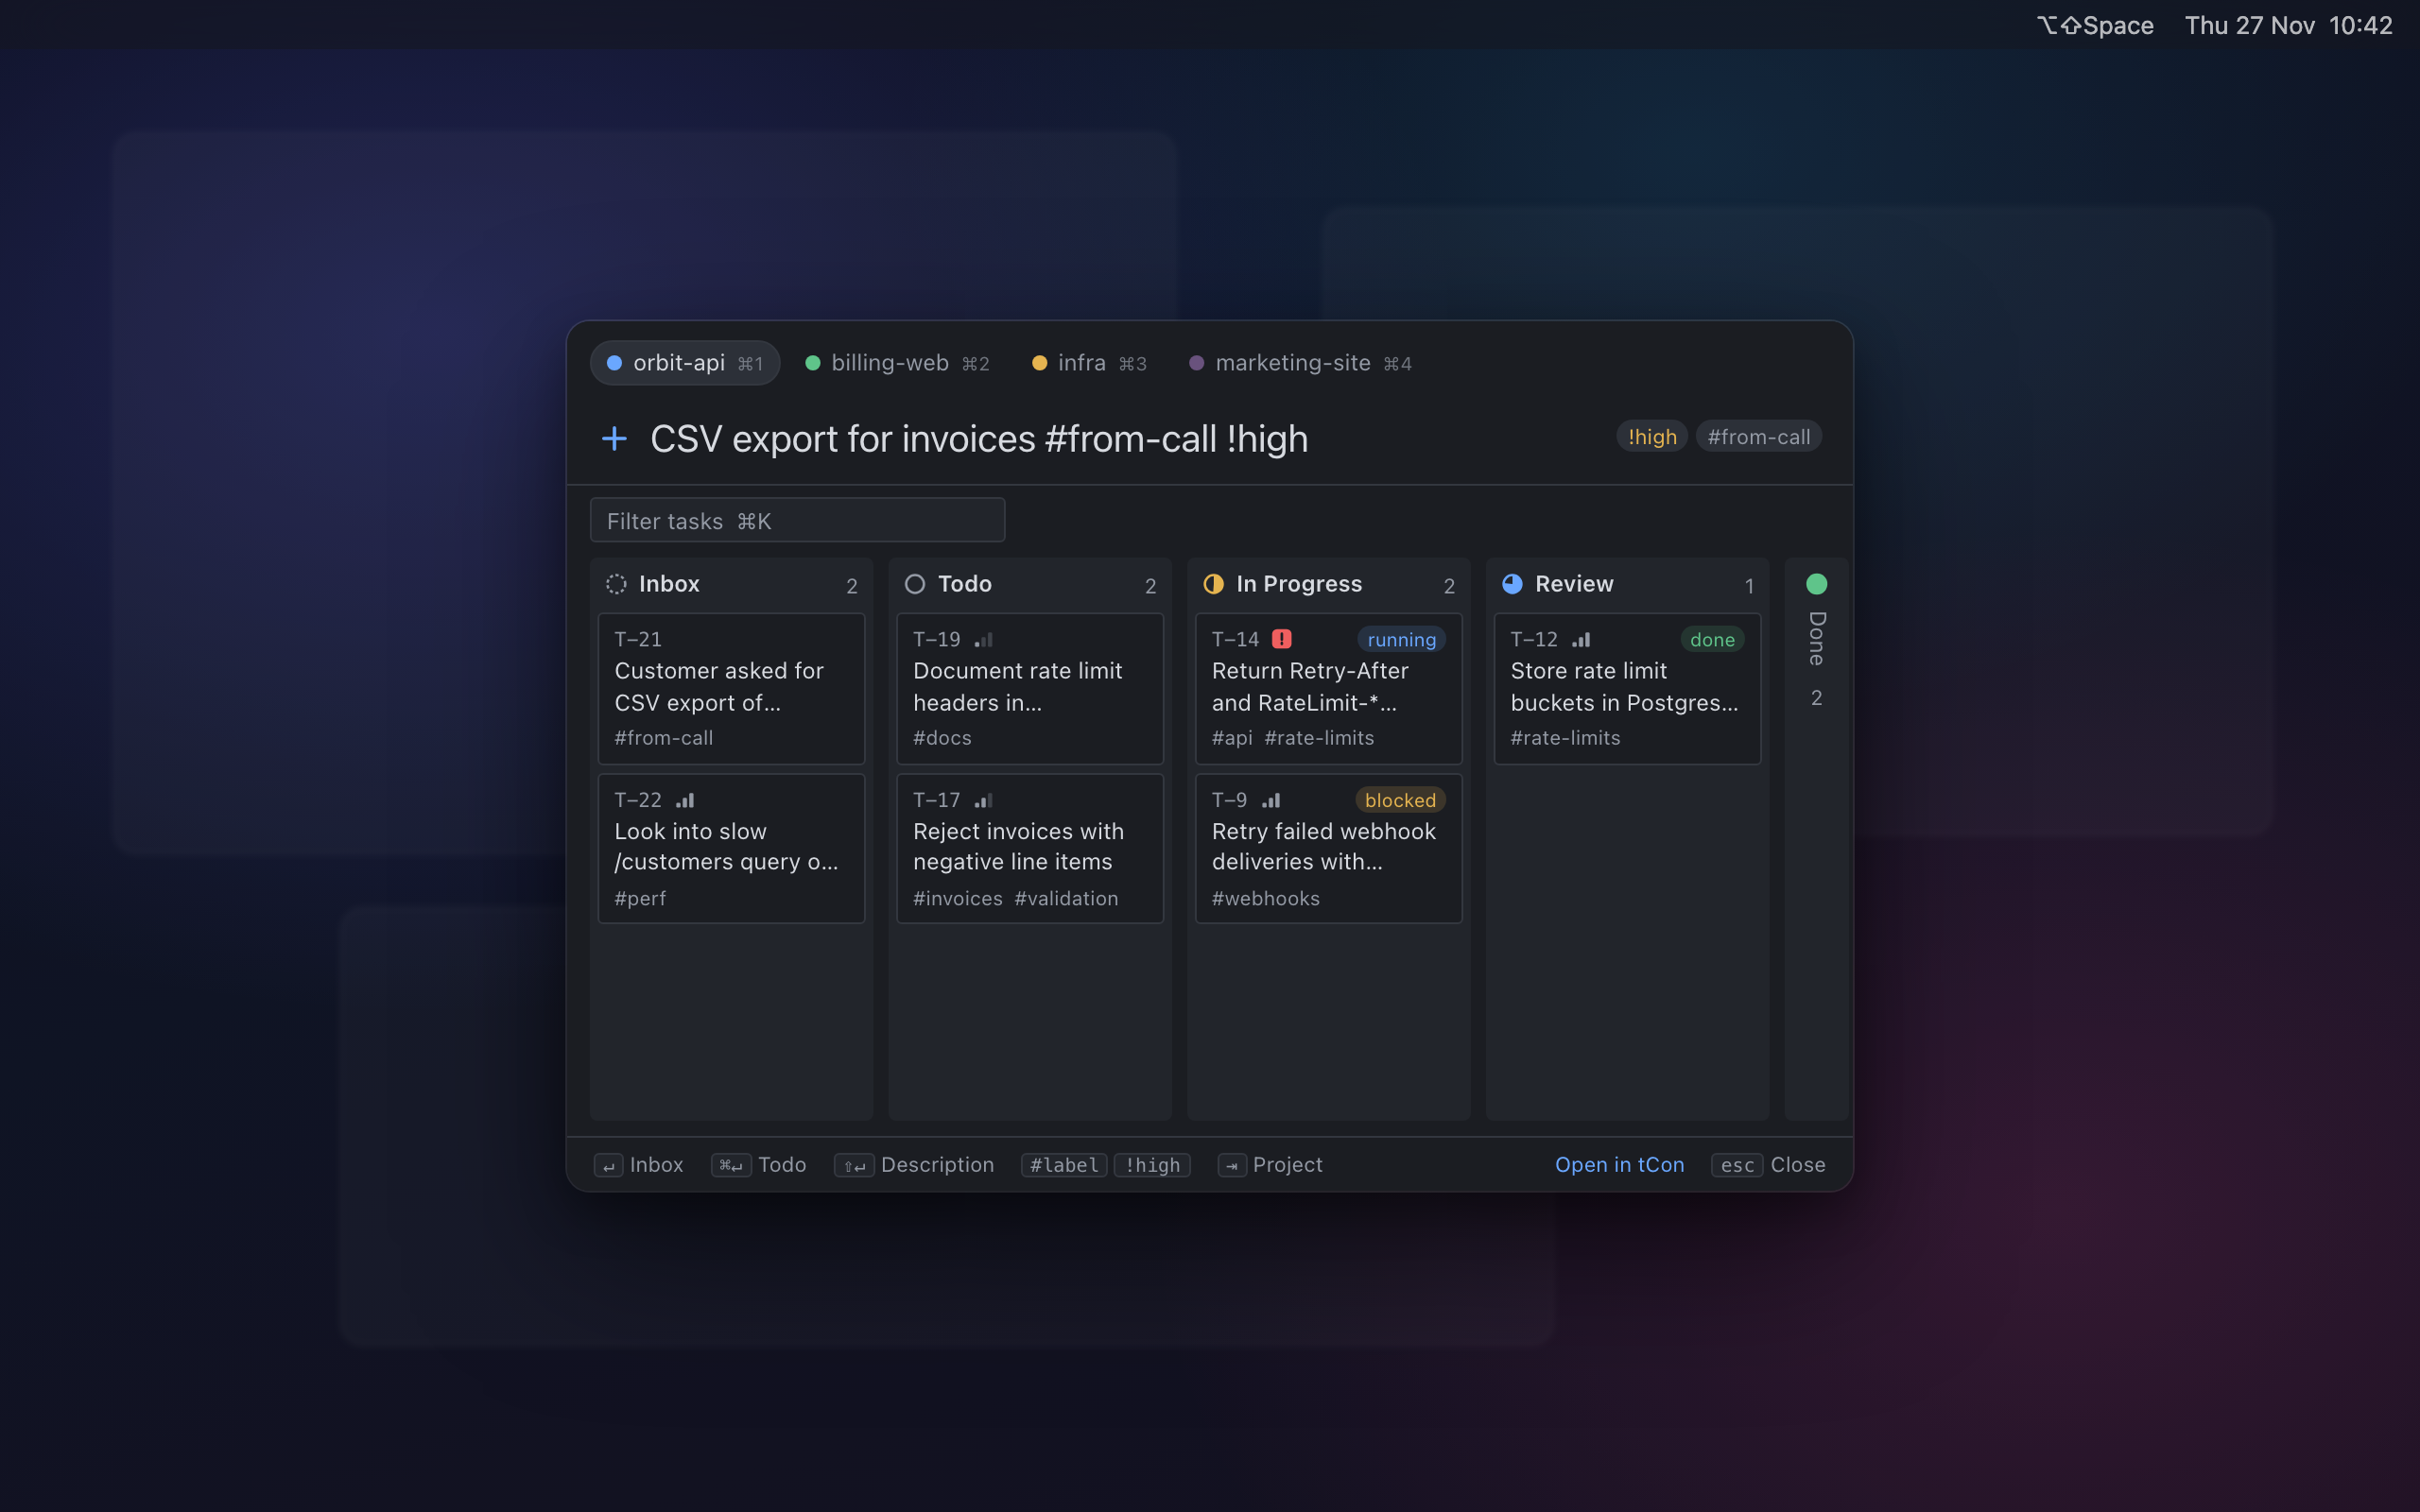 ⌥⇧Space Thu 27 Nov 10:42
orbit-api ⌘1 billing-web ⌘2 infra ⌘3 marketing-site ⌘4
+ CSV export for invoices #from-call !high
!high #from-call
Filter tasks ⌘K
Inbox 2
T–21
Customer asked for
CSV export of…
#from-call
T–22
Look into slow
/customers query o…
#perf
Todo 2
T–19
Document rate limit
headers in…
#docs
T–17
Reject invoices with
negative line items
#invoices #validation
In Progress 2
T–14 ! running
Return Retry-After
and RateLimit-*…
#api #rate-limits
T–9 blocked
Retry failed webhook
deliveries with…
#webhooks
Review 1
T–12 done
Store rate limit
buckets in Postgres…
#rate-limits
Done
2
↵ Inbox ⌘↵ Todo ⇧↵ Description #label !high ⇥ Project Open in tCon esc Close